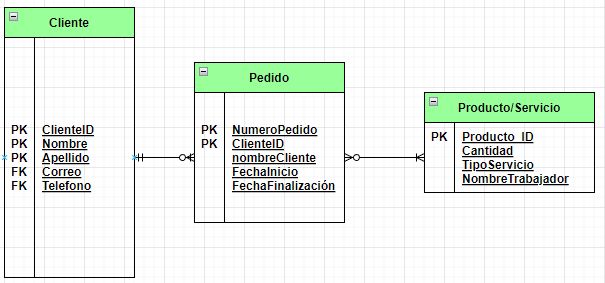 Cliente
PK ClienteID
PK Nombre
PK Apellido
FK Correo
FK Telefono
Pedido
PK NumeroPedido
PK ClienteID
nombreCliente
FechaInicio
FechaFinalización
Producto/Servicio
PK Producto_ID
Cantidad
TipoServicio
NombreTrabajador